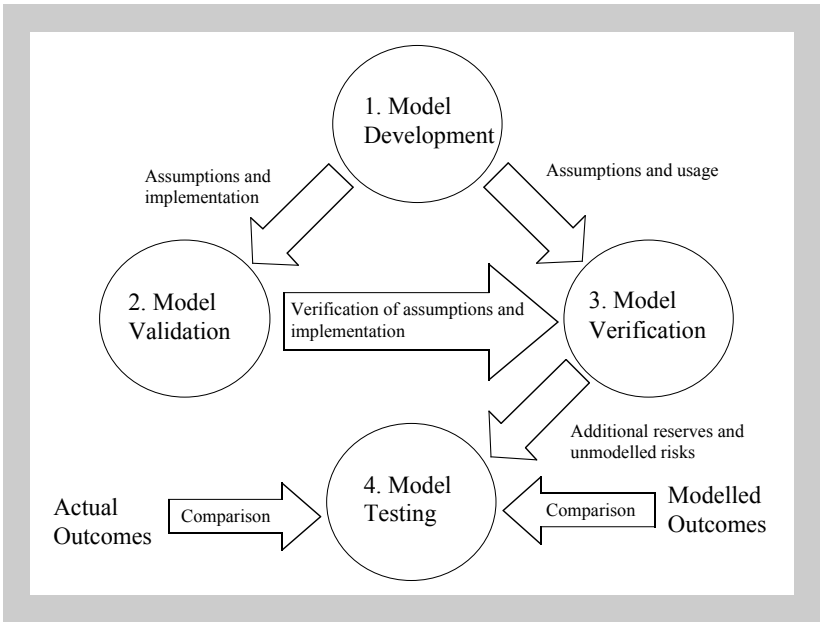 1. Model
Development
Assumptions and
implementation
Assumptions and usage
2. Model
Validation
Verification of assumptions and
implementation
3. Model
Verification
Additional reserves and
unmodelled risks
4. Model
Testing
Actual
Outcomes
Comparison
Comparison
Modelled
Outcomes